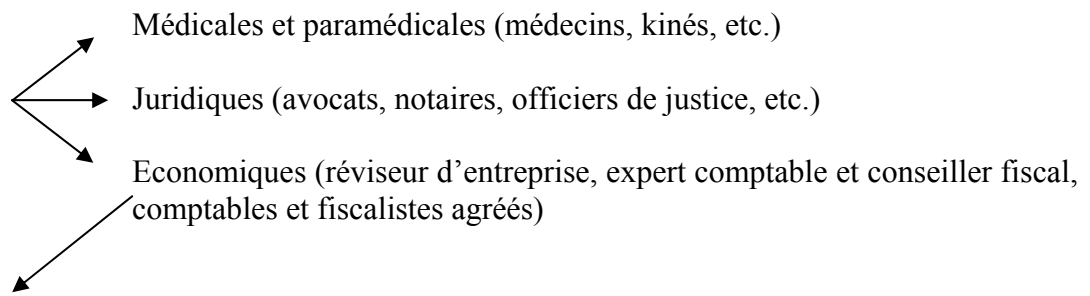 Médicales et paramédicales (médecins, kinés, etc.)
Juridiques (avocats, notaires, officiers de justice, etc.)
Economiques (réviseur d’entreprise, expert comptable et conseiller fiscal,
comptables et fiscalistes agréés)